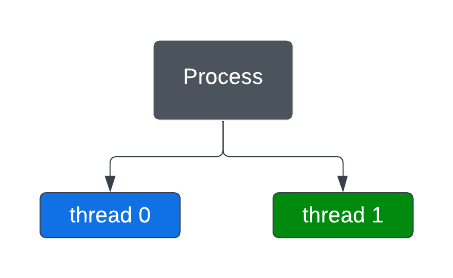 Process
thread 0
thread 1